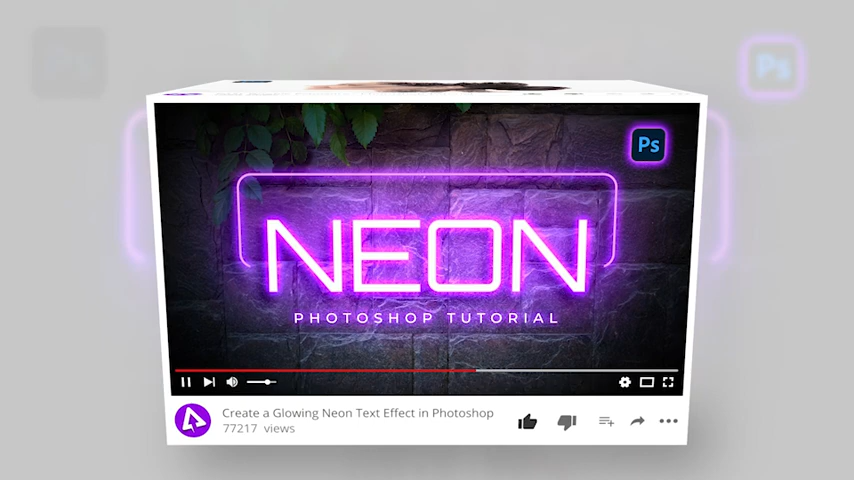 Ps
NEON
PHOTOSHOP TUTORIAL
Create a Glowing Neon Text Effect in Photoshop
77217 views